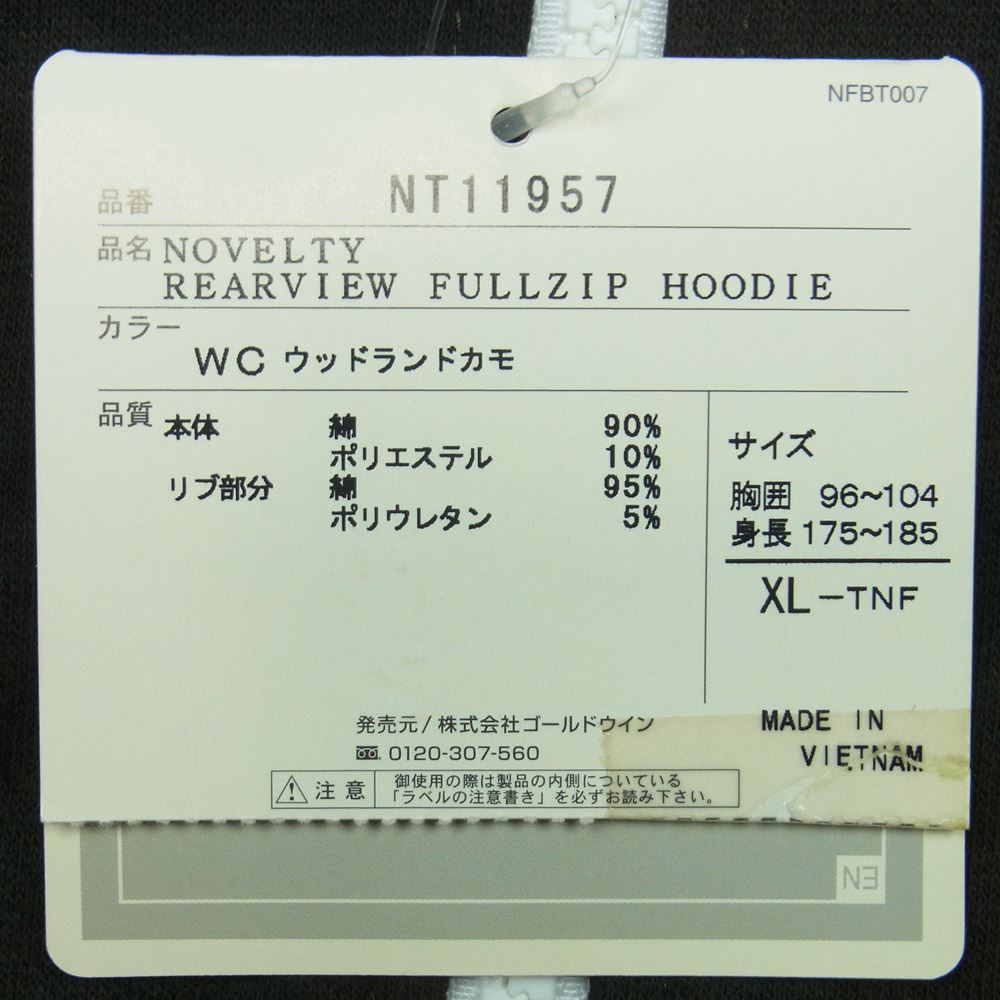 NFBT007
品番 NT11957
品名 NOVELTY
REARVIEW FULLZIP HOODIE
カラー
WC ウッドランドカモ
品質 本体 綿 90%
ポリエステル 10%
リブ部分 綿 95%
ポリウレタン 5%
サイズ
胸囲 96~104
身長 175~185
XL-TNF
発売元/株式会社ゴールドウイン
0120-307-560
注意
御使用の際は製品の内側についている
「ラベルの注意書き」を必ずお読み下さい。
MADE IN
VIETNAM
EN